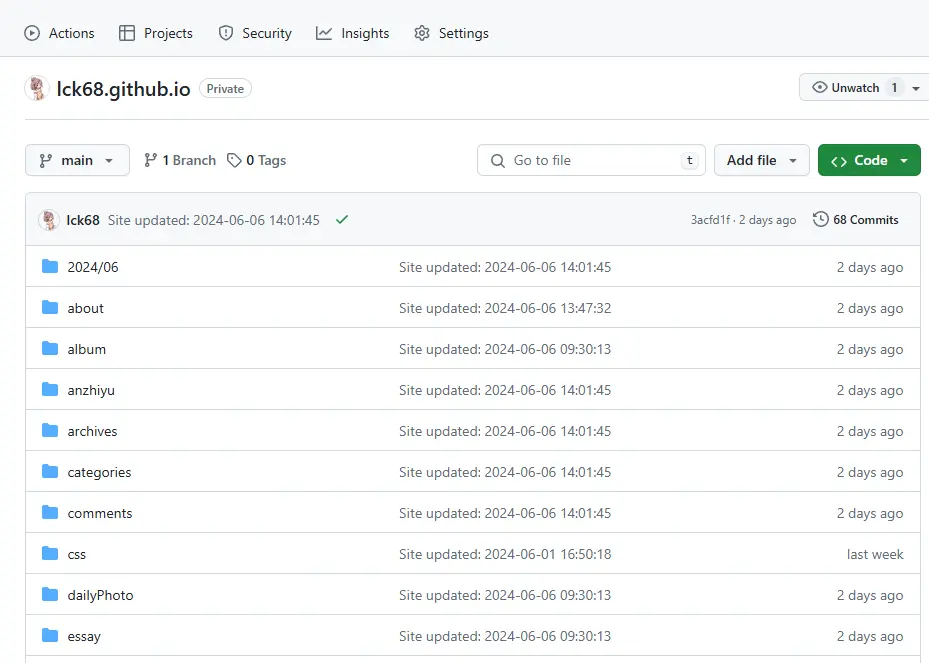 Actions Projects Security Insights Settings
lck68.github.io Private Unwatch 1
main 1 Branch 0 Tags Go to file t Add file Code
lck68 Site updated: 2024-06-06 14:01:45 3acfd1f · 2 days ago 68 Commits
2024/06 Site updated: 2024-06-06 14:01:45 2 days ago
about Site updated: 2024-06-06 13:47:32 2 days ago
album Site updated: 2024-06-06 09:30:13 2 days ago
anzhiyu Site updated: 2024-06-06 14:01:45 2 days ago
archives Site updated: 2024-06-06 14:01:45 2 days ago
categories Site updated: 2024-06-06 14:01:45 2 days ago
comments Site updated: 2024-06-06 14:01:45 2 days ago
css Site updated: 2024-06-01 16:50:18 last week
dailyPhoto Site updated: 2024-06-06 09:30:13 2 days ago
essay Site updated: 2024-06-06 09:30:13 2 days ago